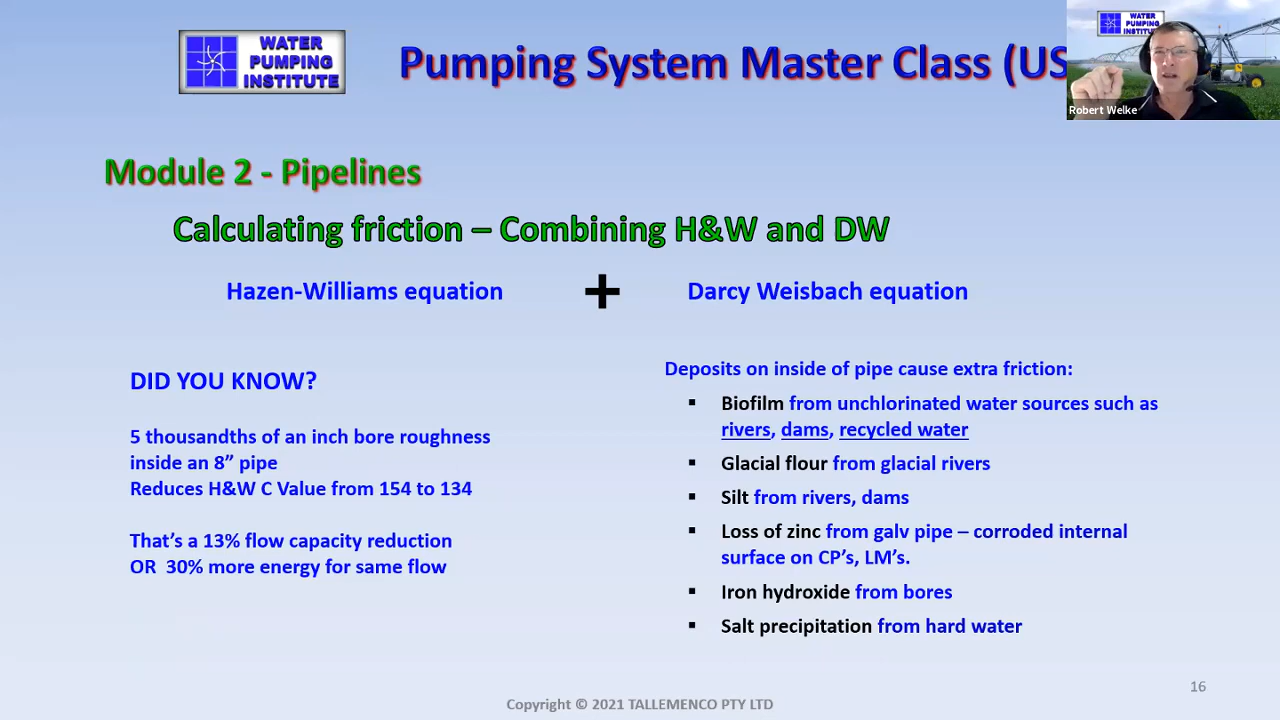 WATER
PUMPING
INSTITUTE
Pumping System Master Class (US
WATER
PUMPING
Robert Welke
Module 2 - Pipelines
Calculating friction – Combining H&W and DW
Hazen-Williams equation + Darcy Weisbach equation
DID YOU KNOW?
5 thousandths of an inch bore roughness
inside an 8” pipe
Reduces H&W C Value from 154 to 134
That’s a 13% flow capacity reduction
OR 30% more energy for same flow
Deposits on inside of pipe cause extra friction:
▪ Biofilm from unchlorinated water sources such as
rivers, dams, recycled water
▪ Glacial flour from glacial rivers
▪ Silt from rivers, dams
▪ Loss of zinc from galv pipe – corroded internal
surface on CP’s, LM’s.
▪ Iron hydroxide from bores
▪ Salt precipitation from hard water
16
Copyright © 2021 TALLEMENCO PTY LTD